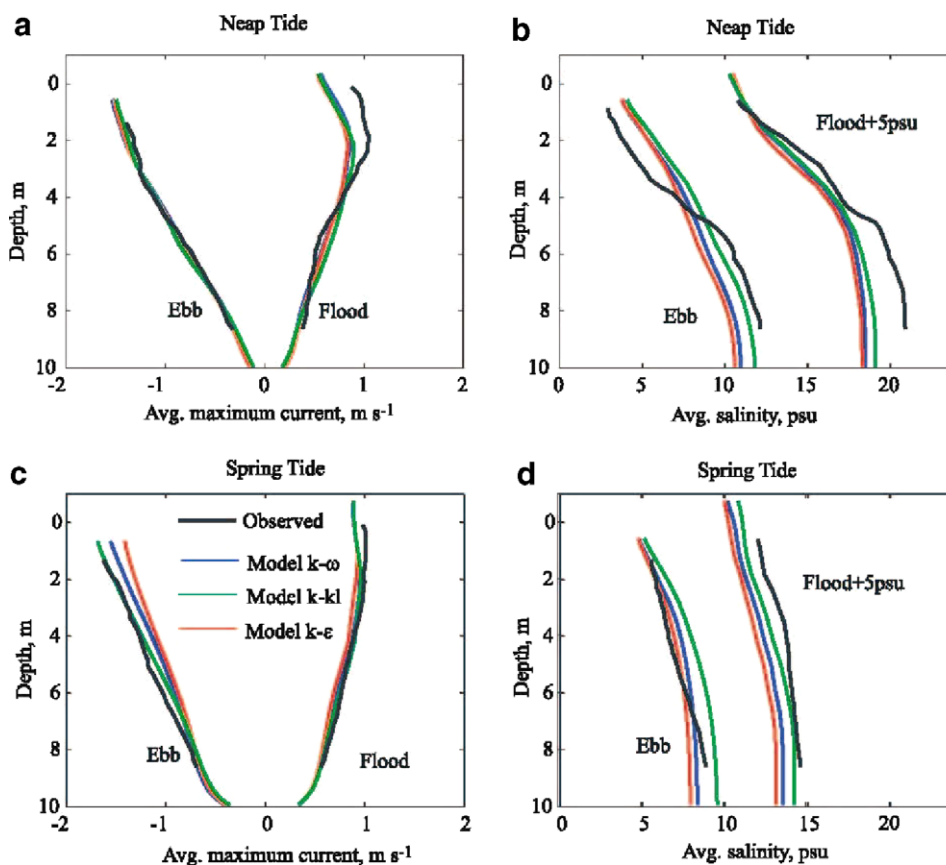 a
Neap Tide
0
2
4
6
8
10
Depth, m
Ebb
Flood
-2
-1
0
1
2
Avg. maximum current, m s-1
b
Neap Tide
0
2
4
6
8
10
Depth, m
Flood+5psu
Ebb
0
5
10
15
20
Avg. salinity, psu
c
Spring Tide
0
2
4
6
8
10
Depth, m
Observed
Model k-ω
Model k-kl
Model k-ε
Ebb
Flood
-2
-1
0
1
2
Avg. maximum current, m s-1
d
Spring Tide
0
2
4
6
8
10
Depth, m
Flood+5psu
Ebb
0
5
10
15
20
Avg. salinity, psu